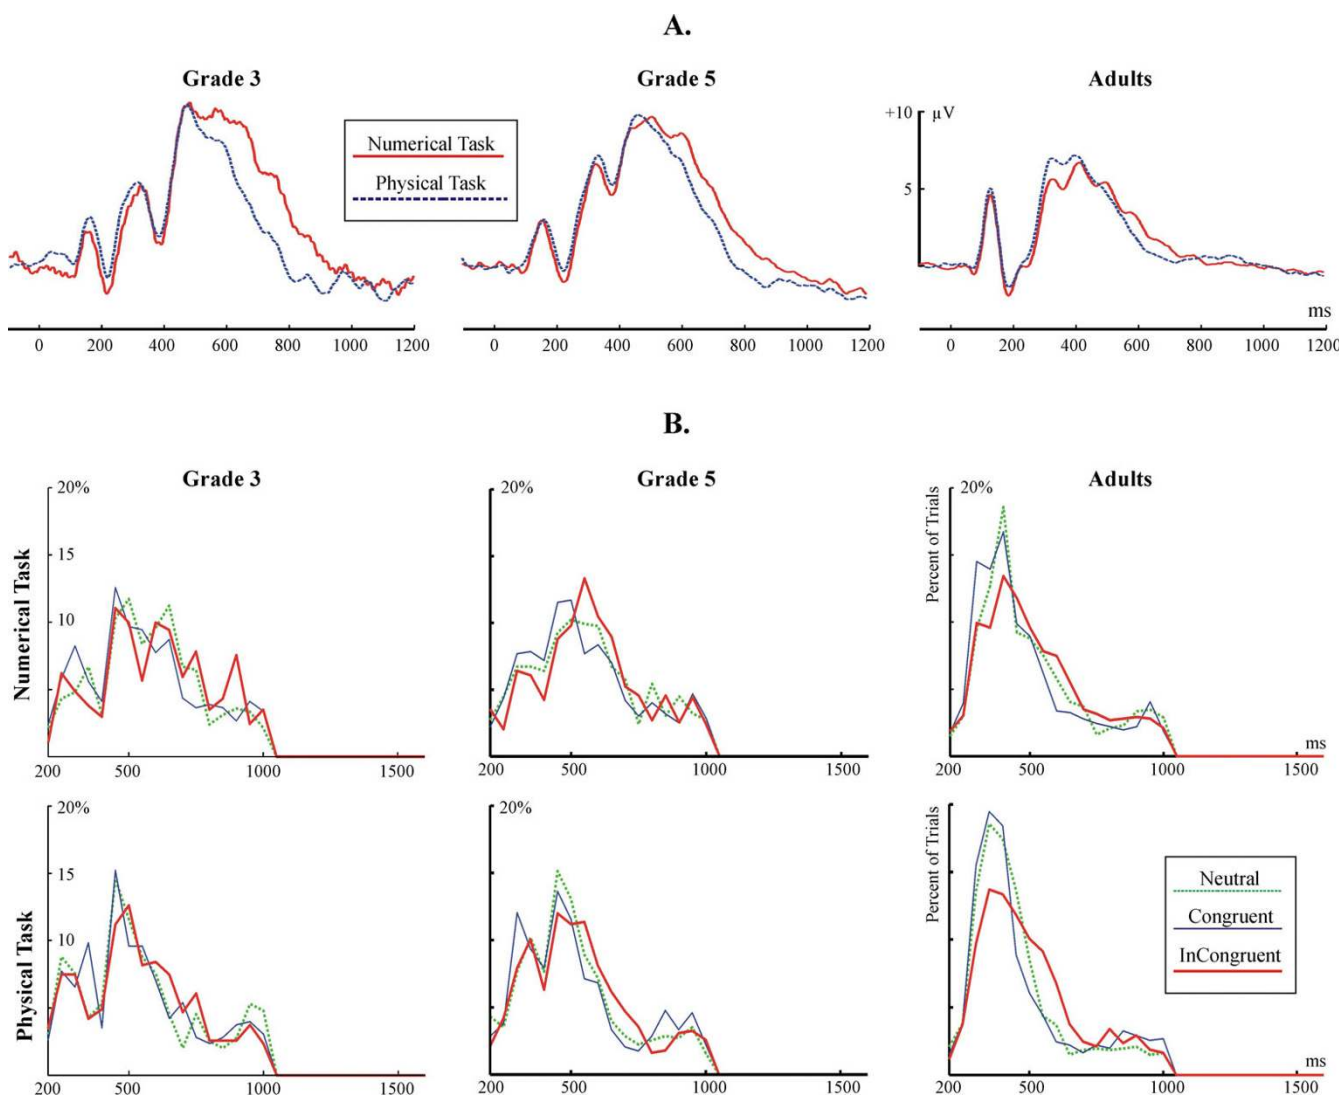 A.
Grade 3
Grade 5
Adults
Numerical Task
Physical Task
+10 µV
5
ms
0 200 400 600 800 1000 1200
0 200 400 600 800 1000 1200
0 200 400 600 800 1000 1200
B.
Grade 3
Grade 5
Adults
Numerical Task
20%
15
10
200 500 1000 1500
20%
200 500 1000 1500
Percent of Trials
20%
ms
200 500 1000 1500
Physical Task
20%
15
10
200 500 1000 1500
20%
200 500 1000 1500
Percent of Trials
Neutral
Congruent
InCongruent
ms
200 500 1000 1500